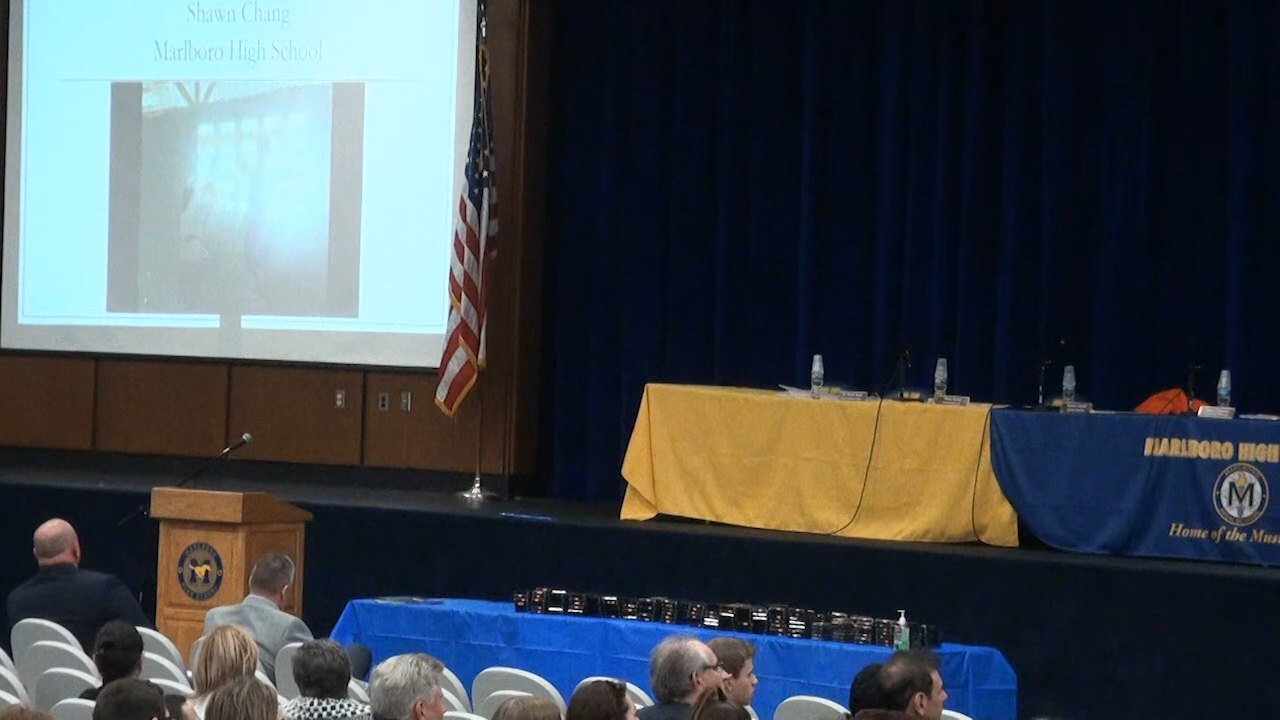 Shawn Chang
Marlboro High School
MARLBORO HIGH
M
Home of the Mus